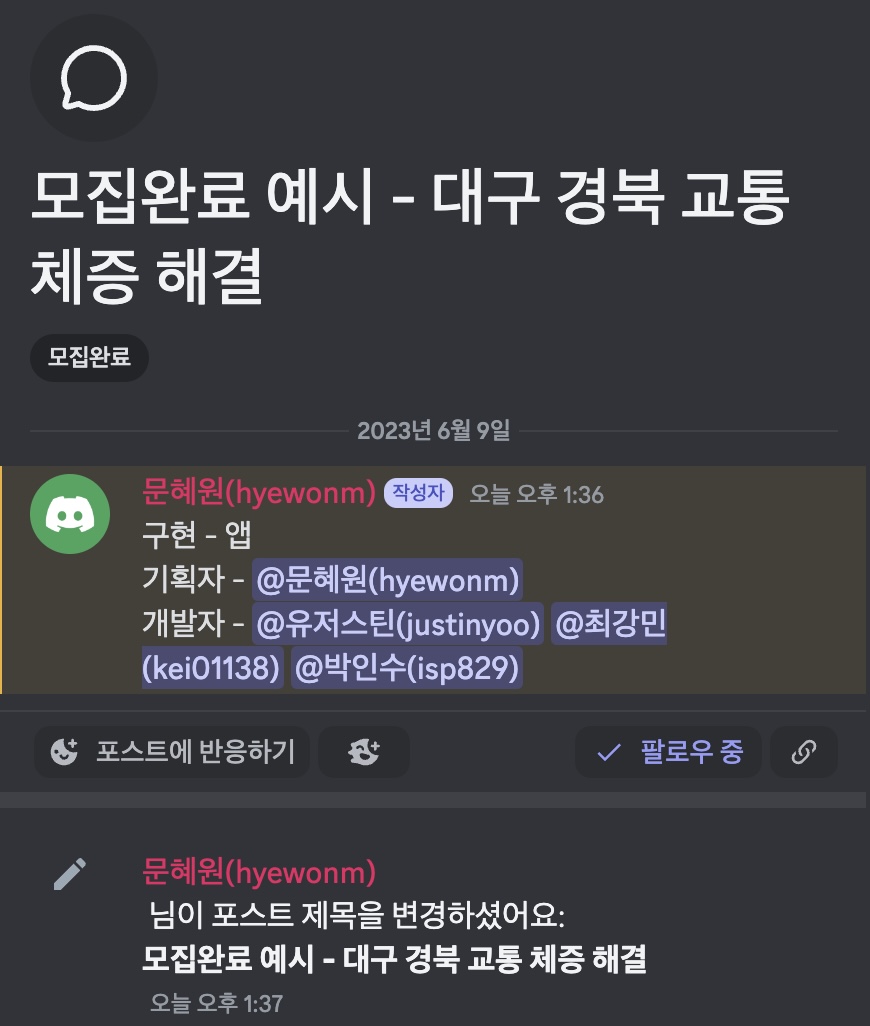 모집완료 예시 - 대구 경북 교통
체증 해결
모집완료
2023년 6월 9일
문혜원(hyewonm) 작성자 오늘 오후 1:36
구현 - 앱
기획자 - @문혜원(hyewonm)
개발자 - @유저스틴(justinyoo) @최강민
(kei01138) @박인수(isp829)
포스트에 반응하기 팔로우 중
문혜원(hyewonm)
님이 포스트 제목을 변경하셨어요:
모집완료 예시 - 대구 경북 교통 체증 해결
오늘 오후 1:37